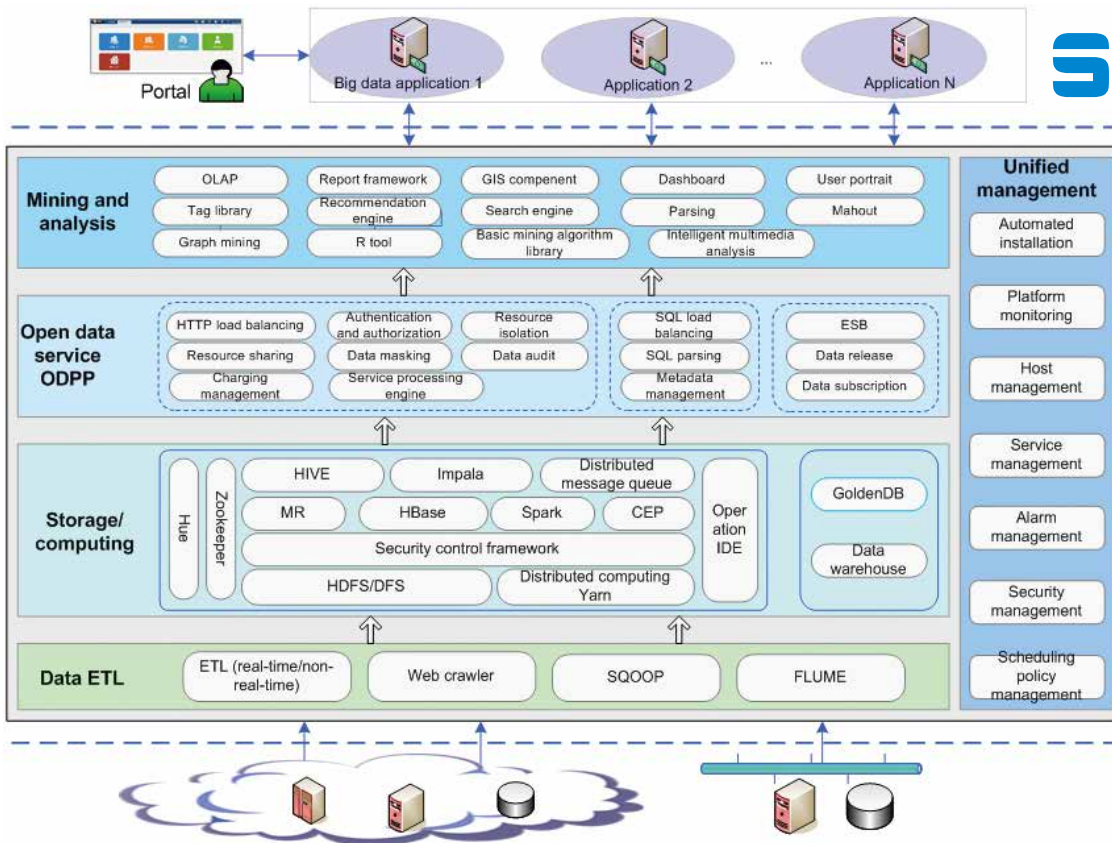 Portal
Big data application 1
Application 2
...
Application N
Mining and
analysis
OLAP
Report framework
GIS compenent
Dashboard
User portrait
Tag library
Recommendation
engine
Search engine
Parsing
Mahout
Graph mining
R tool
Basic mining algorithm
library
Intelligent multimedia
analysis
Open data
service
ODPP
HTTP load balancing
Authentication
and authorization
Resource
isolation
Resource sharing
Data masking
Data audit
Charging
management
Service processing
engine
SQL load
balancing
SQL parsing
Metadata
management
ESB
Data release
Data subscription
Storage/
computing
Hue
Zookeeper
HIVE
Impala
Distributed
message queue
MR
HBase
Spark
CEP
Security control framework
HDFS/DFS
Distributed computing
Yarn
Oper
ation
IDE
GoldenDB
Data
warehouse
Data ETL
ETL (real-time/non-
real-time)
Web crawler
SQOOP
FLUME
Unified
management
Automated
installation
Platform
monitoring
Host
management
Service
management
Alarm
management
Security
management
Scheduling
policy
management